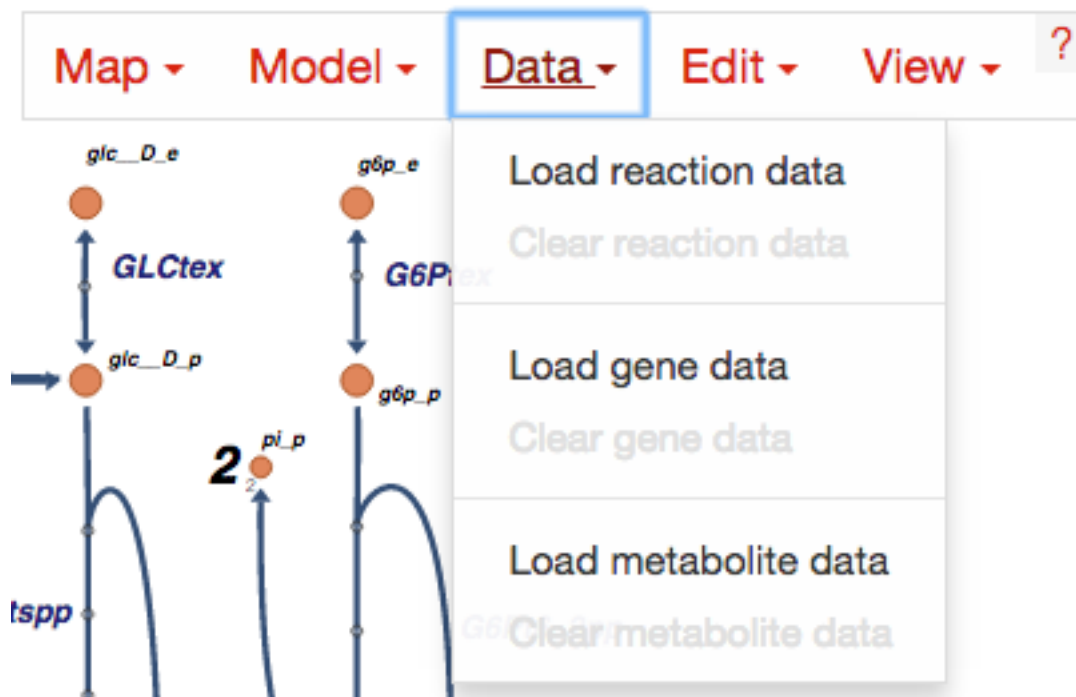 Map Model Data Edit View ?
glc__D_e
g6p_e
Load reaction data
Clear reaction data
GLCtex
glc__D_p
Load gene data
g6p_p
Clear gene data
pi_p
2
2
Load metabolite data
tspp
Clear metabolite data